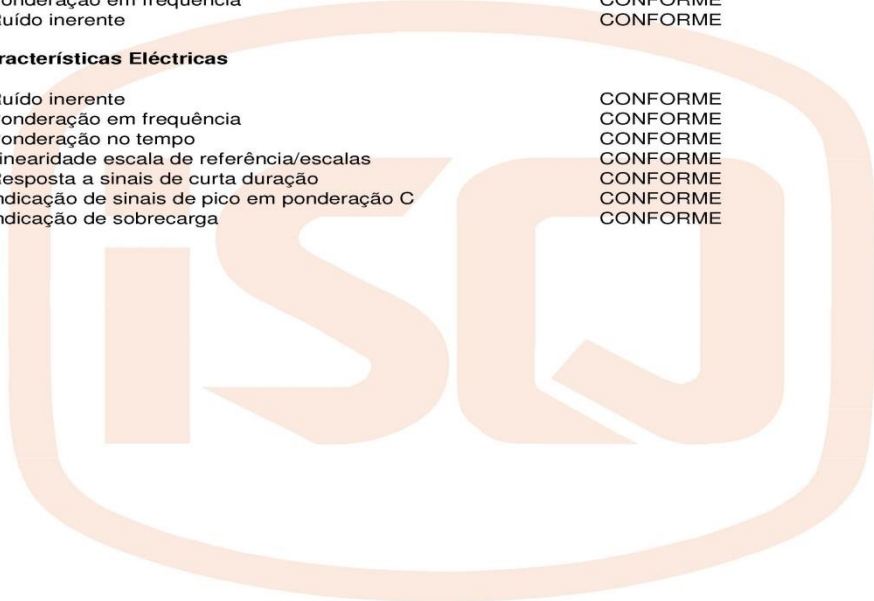 onderação em frequência CONFORME
uído inerente CONFORME
racterísticas Eléctricas
uído inerente CONFORME
onderação em frequência CONFORME
onderação no tempo CONFORME
inearidade escala de referência/escalas CONFORME
esposta a sinais de curta duração CONFORME
ndicação de sinais de pico em ponderação C CONFORME
ndicação de sobrecarga CONFORME
iSQ